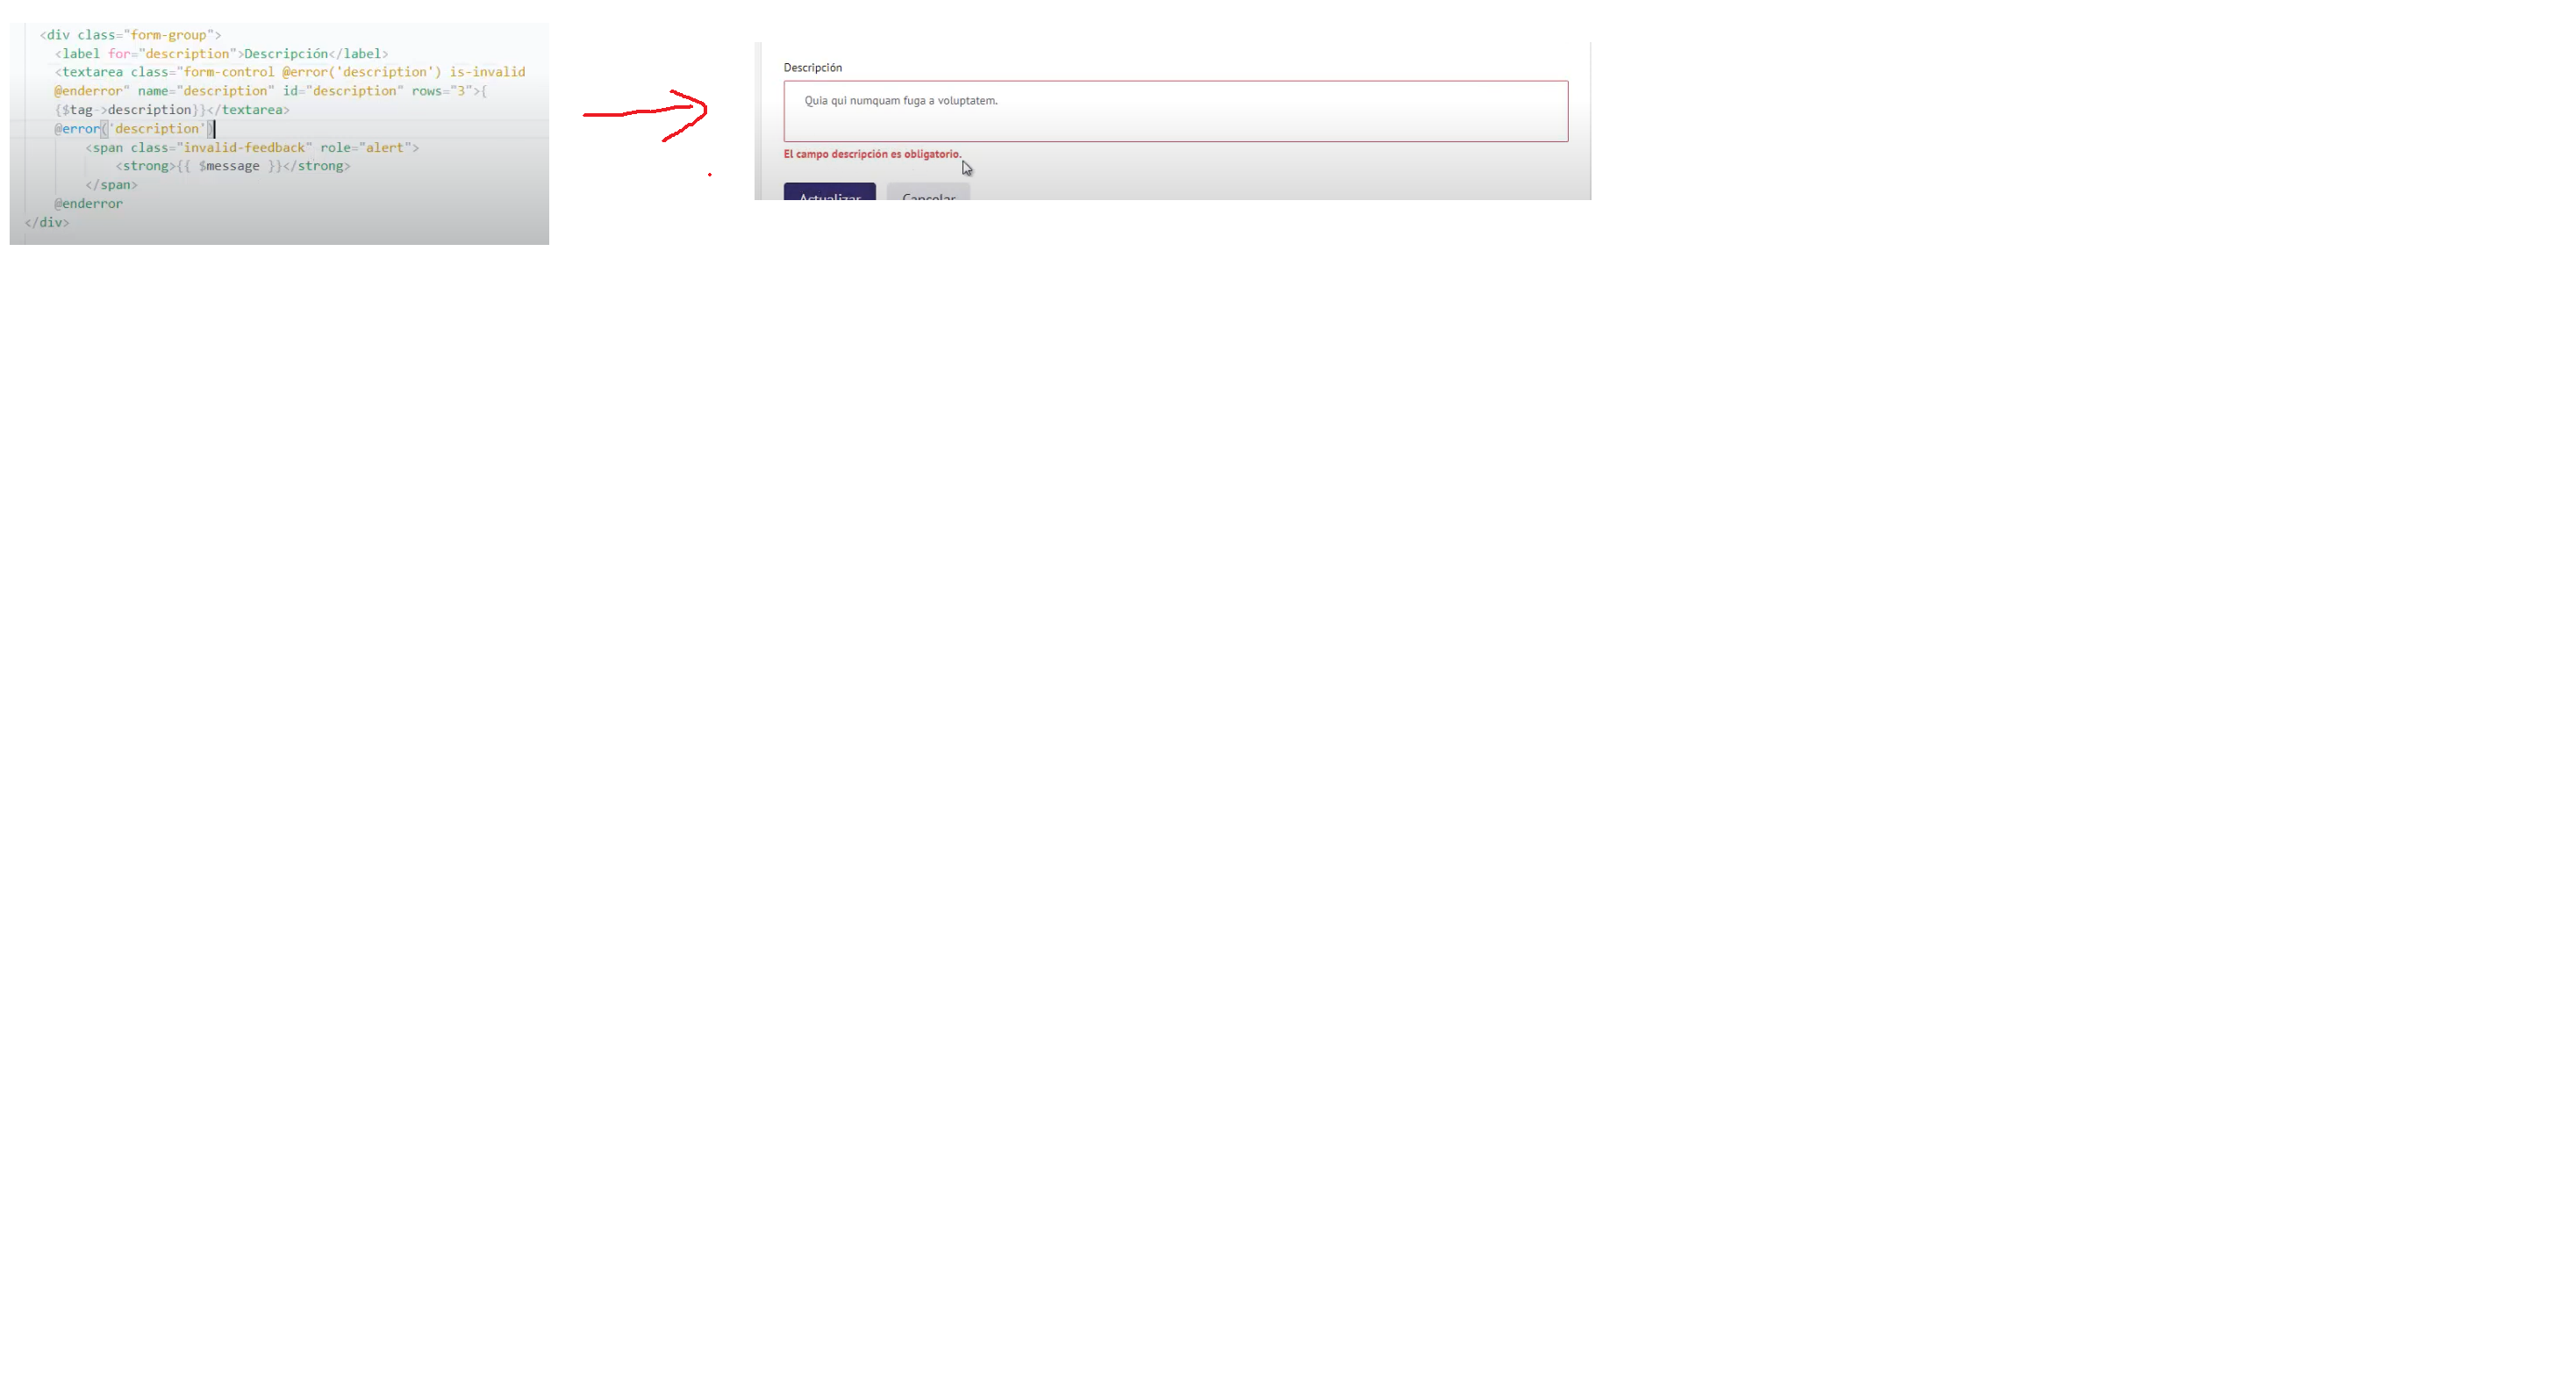 <div class="form-group">
<label for="description">Descripción</label>
<textarea class="form-control @error('description') is-invalid
@enderror" name="description" id="description" rows="3">{
{$tag->description}}</textarea>
@error('description')
<span class="invalid-feedback" role="alert">
<strong>{{ $message }}</strong>
</span>
@enderror
</div>
Descripción
Quia qui numquam fuga a voluptatem.
El campo descripción es obligatorio.
Actualizar Cancelar